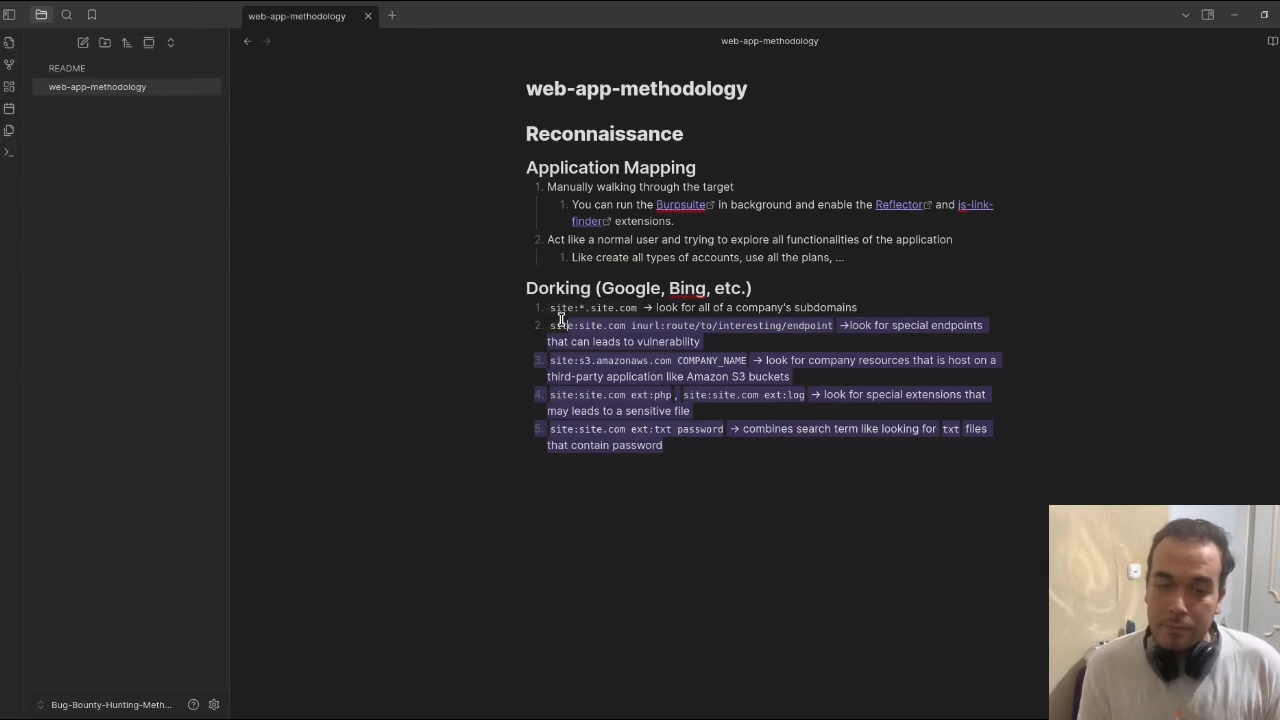 web-app-methodology
web-app-methodology
README
web-app-methodology
web-app-methodology
Reconnaissance
Application Mapping
1. Manually walking through the target
1. You can run the Burpsuite in background and enable the Reflector and js-link-
finder extensions.
2. Act like a normal user and trying to explore all functionalities of the application
1. Like create all types of accounts, use all the plans, ...
Dorking (Google, Bing, etc.)
1. site:*.site.com → look for all of a company's subdomains
2. site:site.com inurl:route/to/interesting/endpoint →look for special endpoints
that can leads to vulnerability
3. site:s3.amazonaws.com COMPANY_NAME → look for company resources that is host on a
third-party application like Amazon S3 buckets
4. site:site.com ext:php, site:site.com ext:log → look for special extensions that
may leads to a sensitive file
5. site:site.com ext:txt password → combines search term like looking for txt files
that contain password
Bug-Bounty-Hunting-Meth...